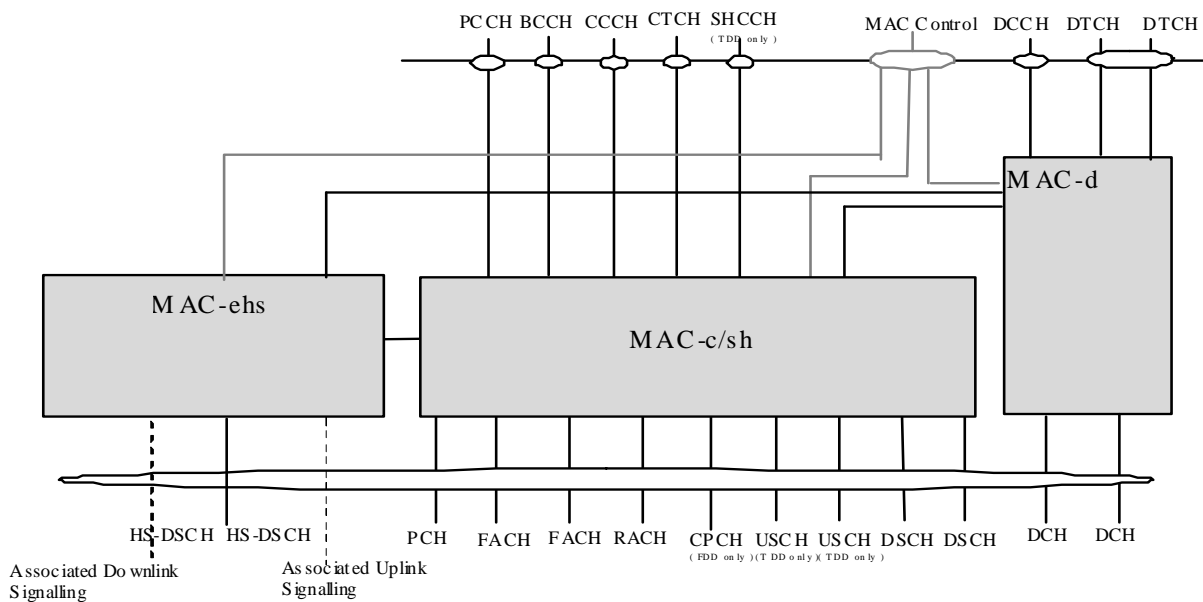 PCCH BCCH CCCH CTCH SHCCH MAC Control DCCH DTCH DTCH
( TDD only )
MAC-d
MAC-ehs
MAC-c/sh
HS-DSCH HS-DSCH PCH FACH FACH RACH CPCH USCH USCH DSCH DSCH DCH DCH
( FDD only ) ( TDD only ) ( TDD only )
Associated Downlink
Signalling
Associated Uplink
Signalling